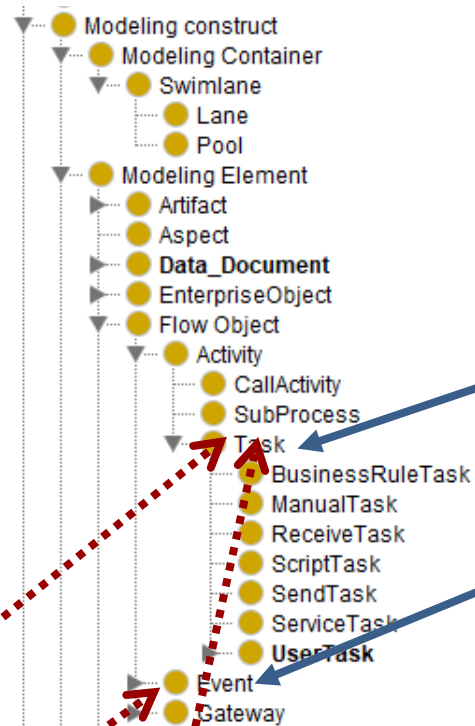 Modeling construct
Modeling Container
Swimlane
Lane
Pool
Modeling Element
Artifact
Aspect
Data_Document
EnterpriseObject
Flow Object
Activity
CallActivity
SubProcess
Task
BusinessRuleTask
ManualTask
ReceiveTask
ScriptTask
SendTask
ServiceTask
UserTask
Event
Gateway